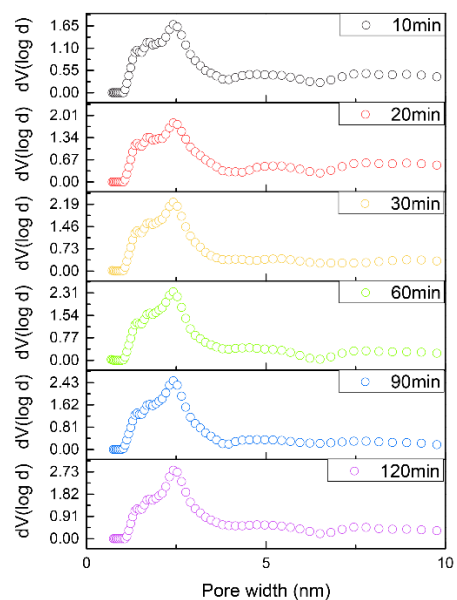 10min
dV(log d)
1.65
1.10
0.55
0.00
20min
dV(log d)
2.01
1.34
0.67
0.00
30min
dV(log d)
2.19
1.46
0.73
0.00
60min
dV(log d)
2.31
1.54
0.77
0.00
90min
dV(log d)
2.43
1.62
0.81
0.00
120min
dV(log d)
2.73
1.82
0.91
0.00
0 5 10
Pore width (nm)